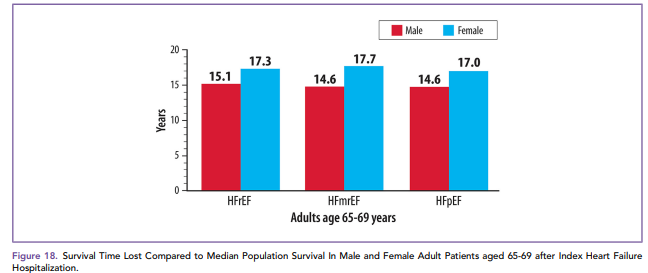 Male Female
20
15
10
5
0
Years
15.1 17.3 14.6 17.7 14.6 17.0
HFrEF HFmrEF HFpEF
Adults age 65-69 years
Figure 18. Survival Time Lost Compared to Median Population Survival In Male and Female Adult Patients aged 65-69 after Index Heart Failure
Hospitalization.